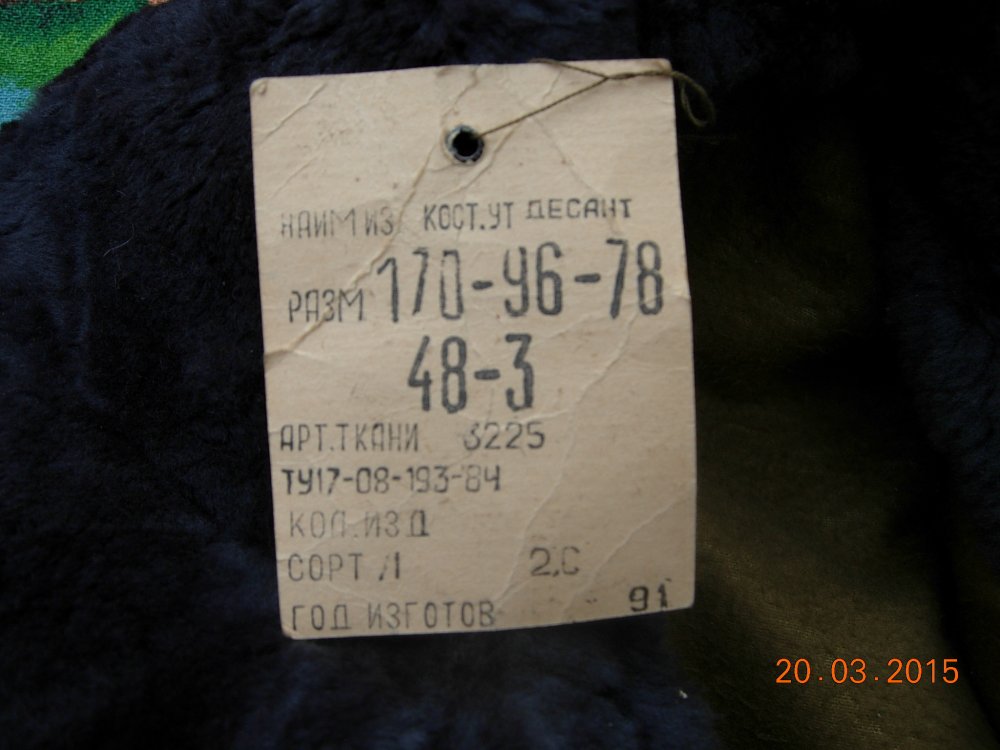 НАИМ ИЗ КОСТ.УТ ДЕСАНТ
РАЗМ 170-96-78
48-3
АРТ.ТКАНИ 3225
ТУ17-08-193-84
КОЛ.ИЗД
СОРТ 1 2,С
ГОД ИЗГОТОВ 91
20.03.2015